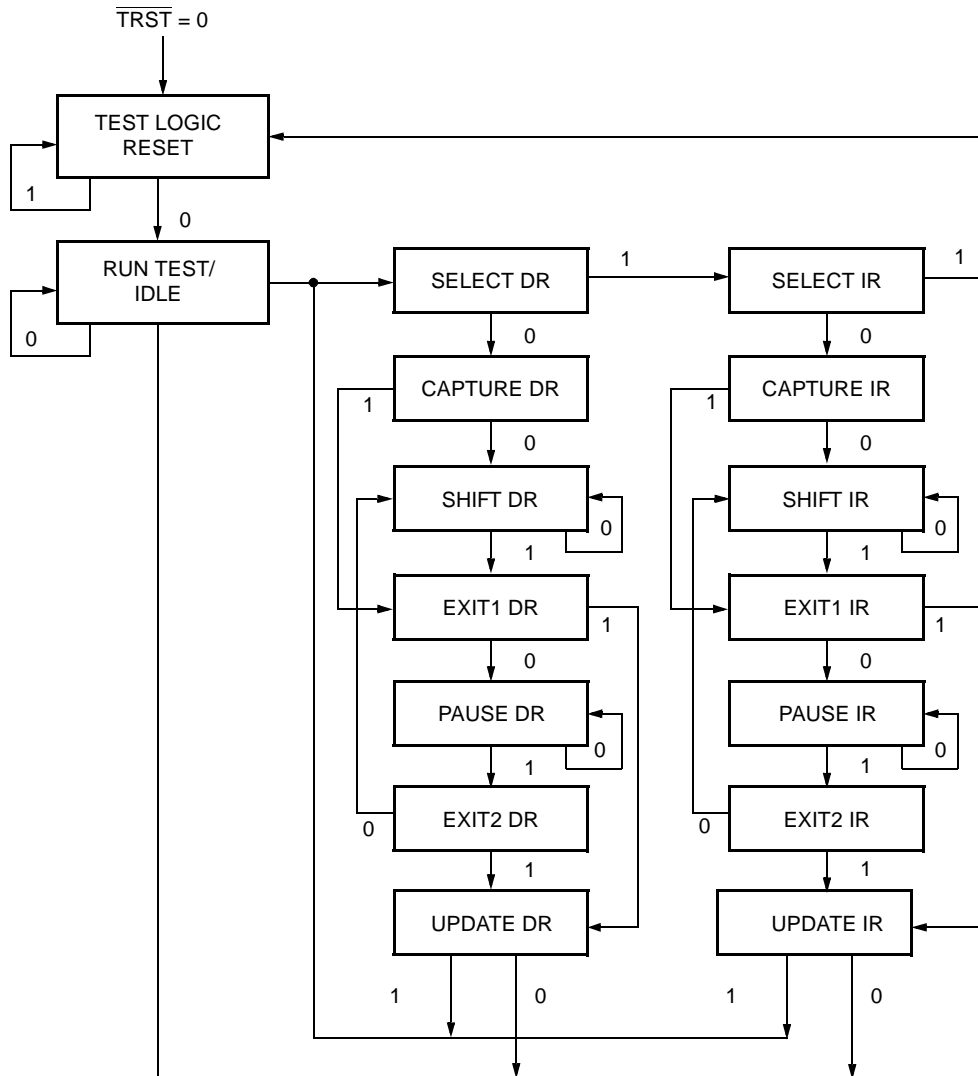 TRST = 0
TEST LOGIC
RESET
1
0
RUN TEST/
IDLE
0
SELECT DR
1
SELECT IR
1
0
0
CAPTURE DR
1
CAPTURE IR
1
0
0
SHIFT DR
0
SHIFT IR
0
1
1
EXIT1 DR
1
EXIT1 IR
1
0
0
PAUSE DR
0
PAUSE IR
0
1
1
EXIT2 DR
0
EXIT2 IR
0
1
1
UPDATE DR
UPDATE IR
1
0
1
0